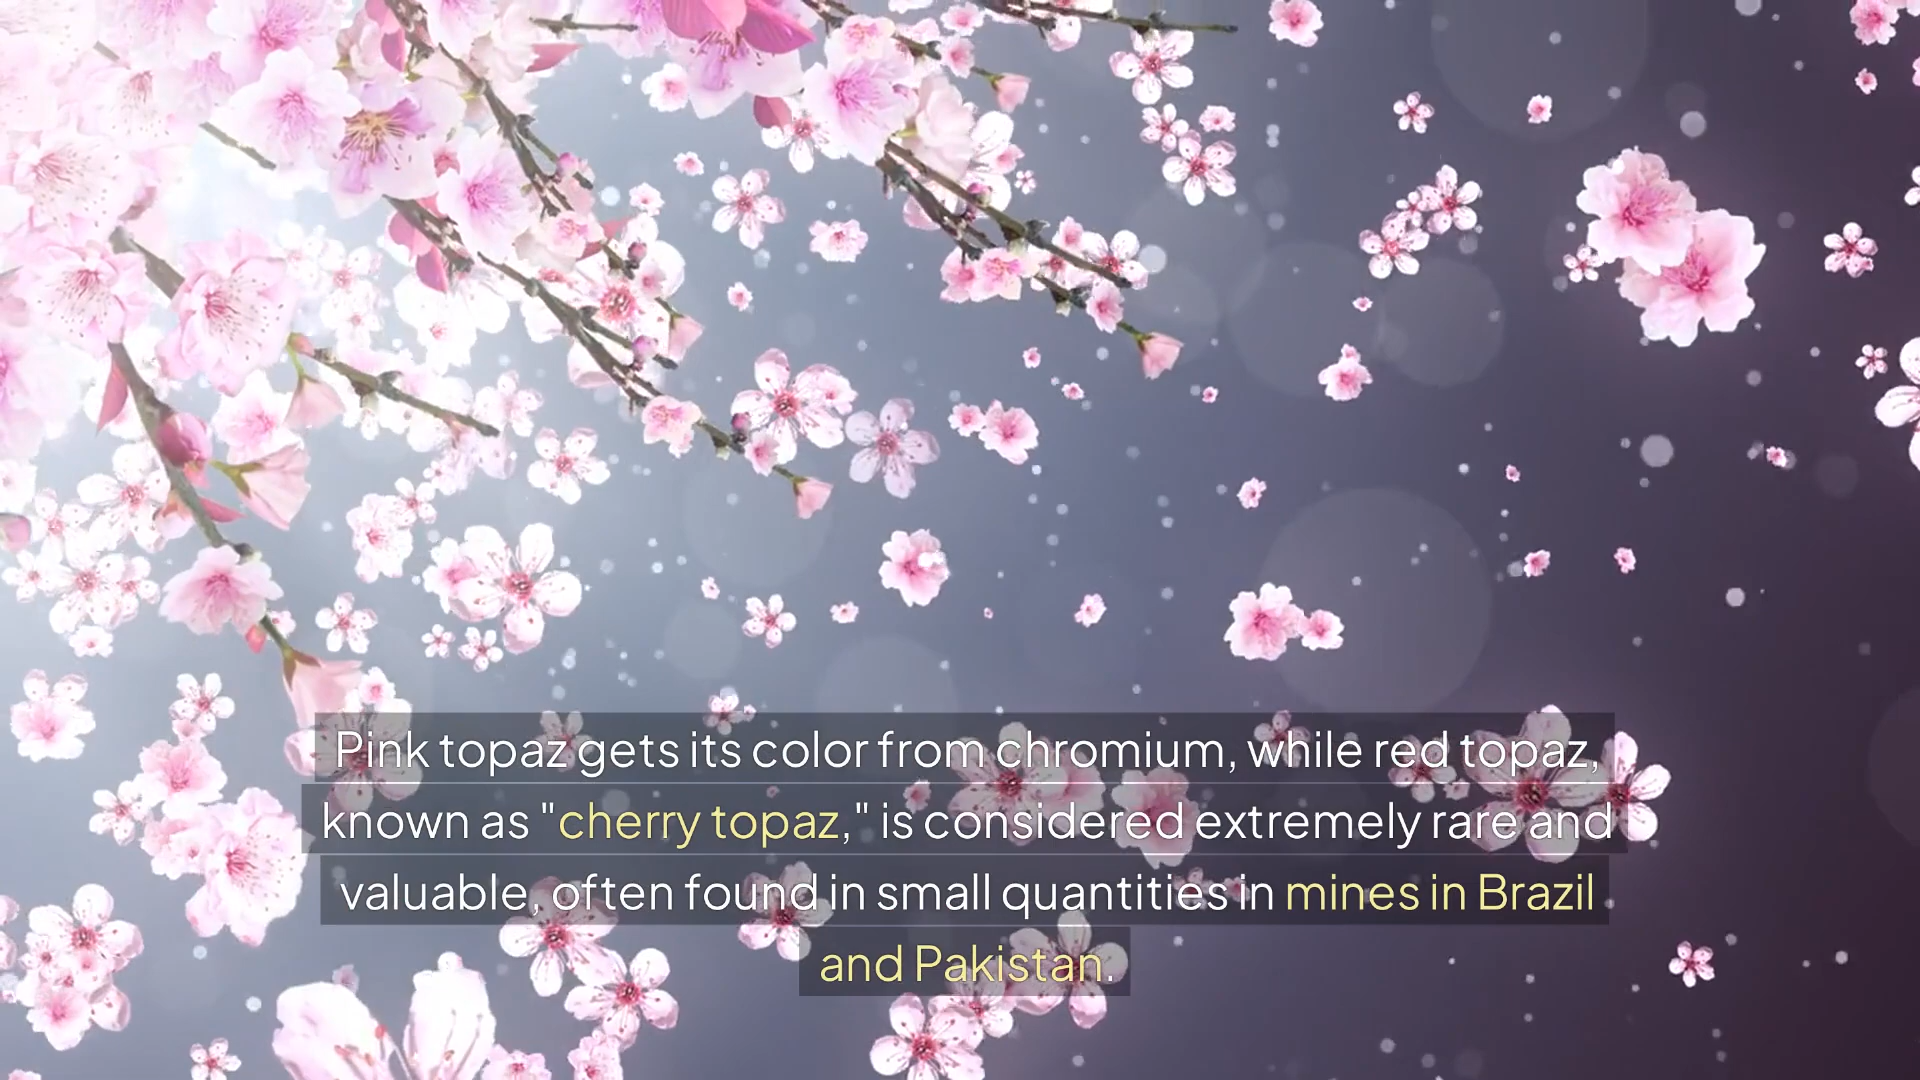 Pink topaz gets its color from chromium, while red topaz,
known as "cherry topaz," is considered extremely rare and
valuable, often found in small quantities in mines in Brazil
and Pakistan.